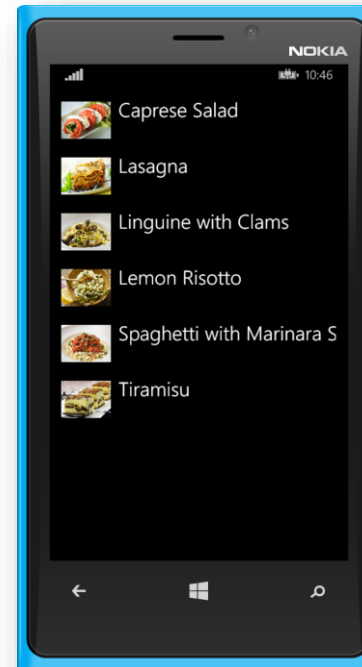 NOKIA
10:46
Caprese Salad
Lasagna
Linguine with Clams
Lemon Risotto
Spaghetti with Marinara S
Tiramisu